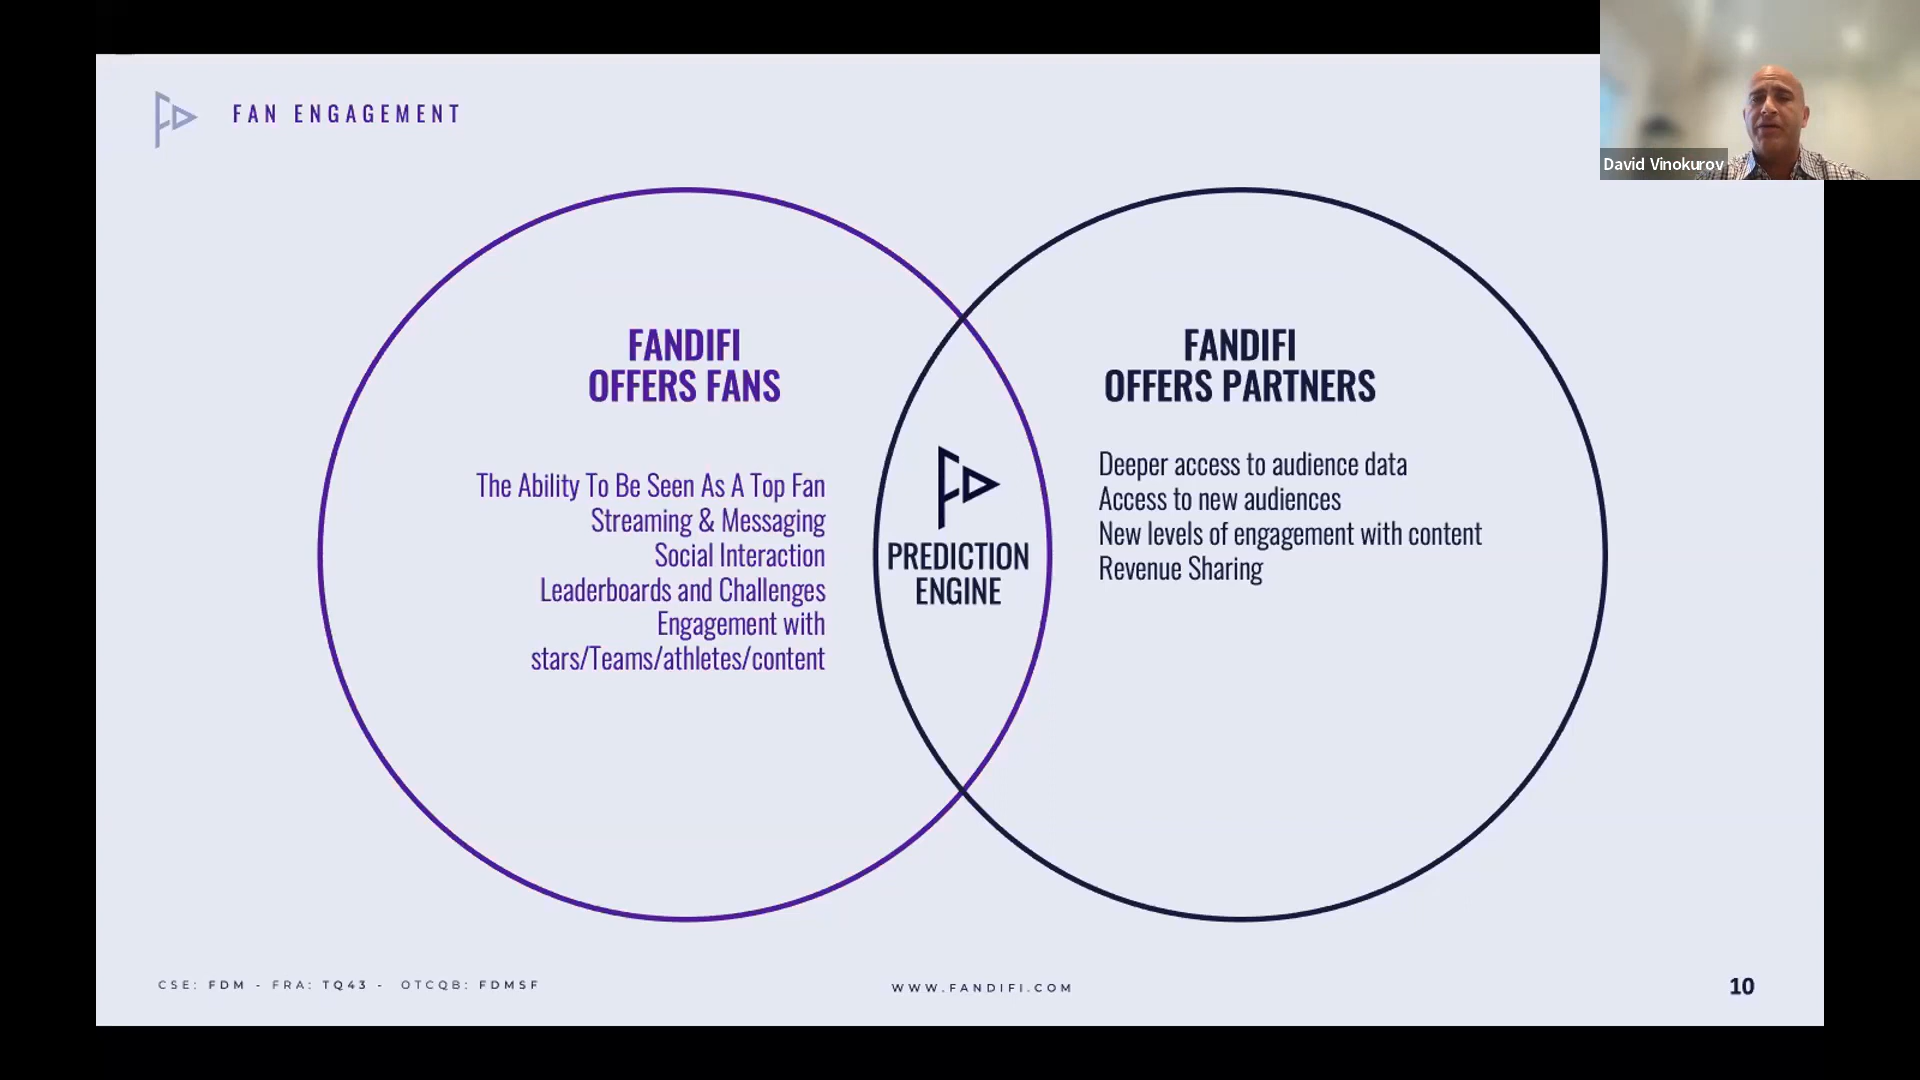 FAN ENGAGEMENT
David Vinokurov
FANDIFI
OFFERS FANS
The Ability To Be Seen As A Top Fan
Streaming & Messaging
Social Interaction
Leaderboards and Challenges
Engagement with
stars/Teams/athletes/content
PREDICTION
ENGINE
FANDIFI
OFFERS PARTNERS
Deeper access to audience data
Access to new audiences
New levels of engagement with content
Revenue Sharing
CSE: FDM - FRA: TQ43 - OTCQB: FDMSF
WWW.FANDIFI.COM
10